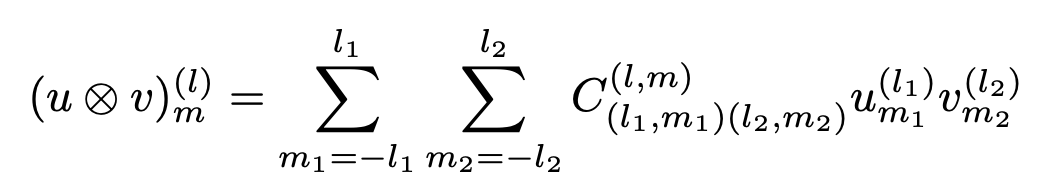 $(u \otimes v)_m^{(l)} = \sum_{m_1=-l_1}^{l_1} \sum_{m_2=-l_2}^{l_2} C_{(l_1,m_1)(l_2,m_2)}^{(l,m)} u_{m_1}^{(l_1)} v_{m_2}^{(l_2)}$